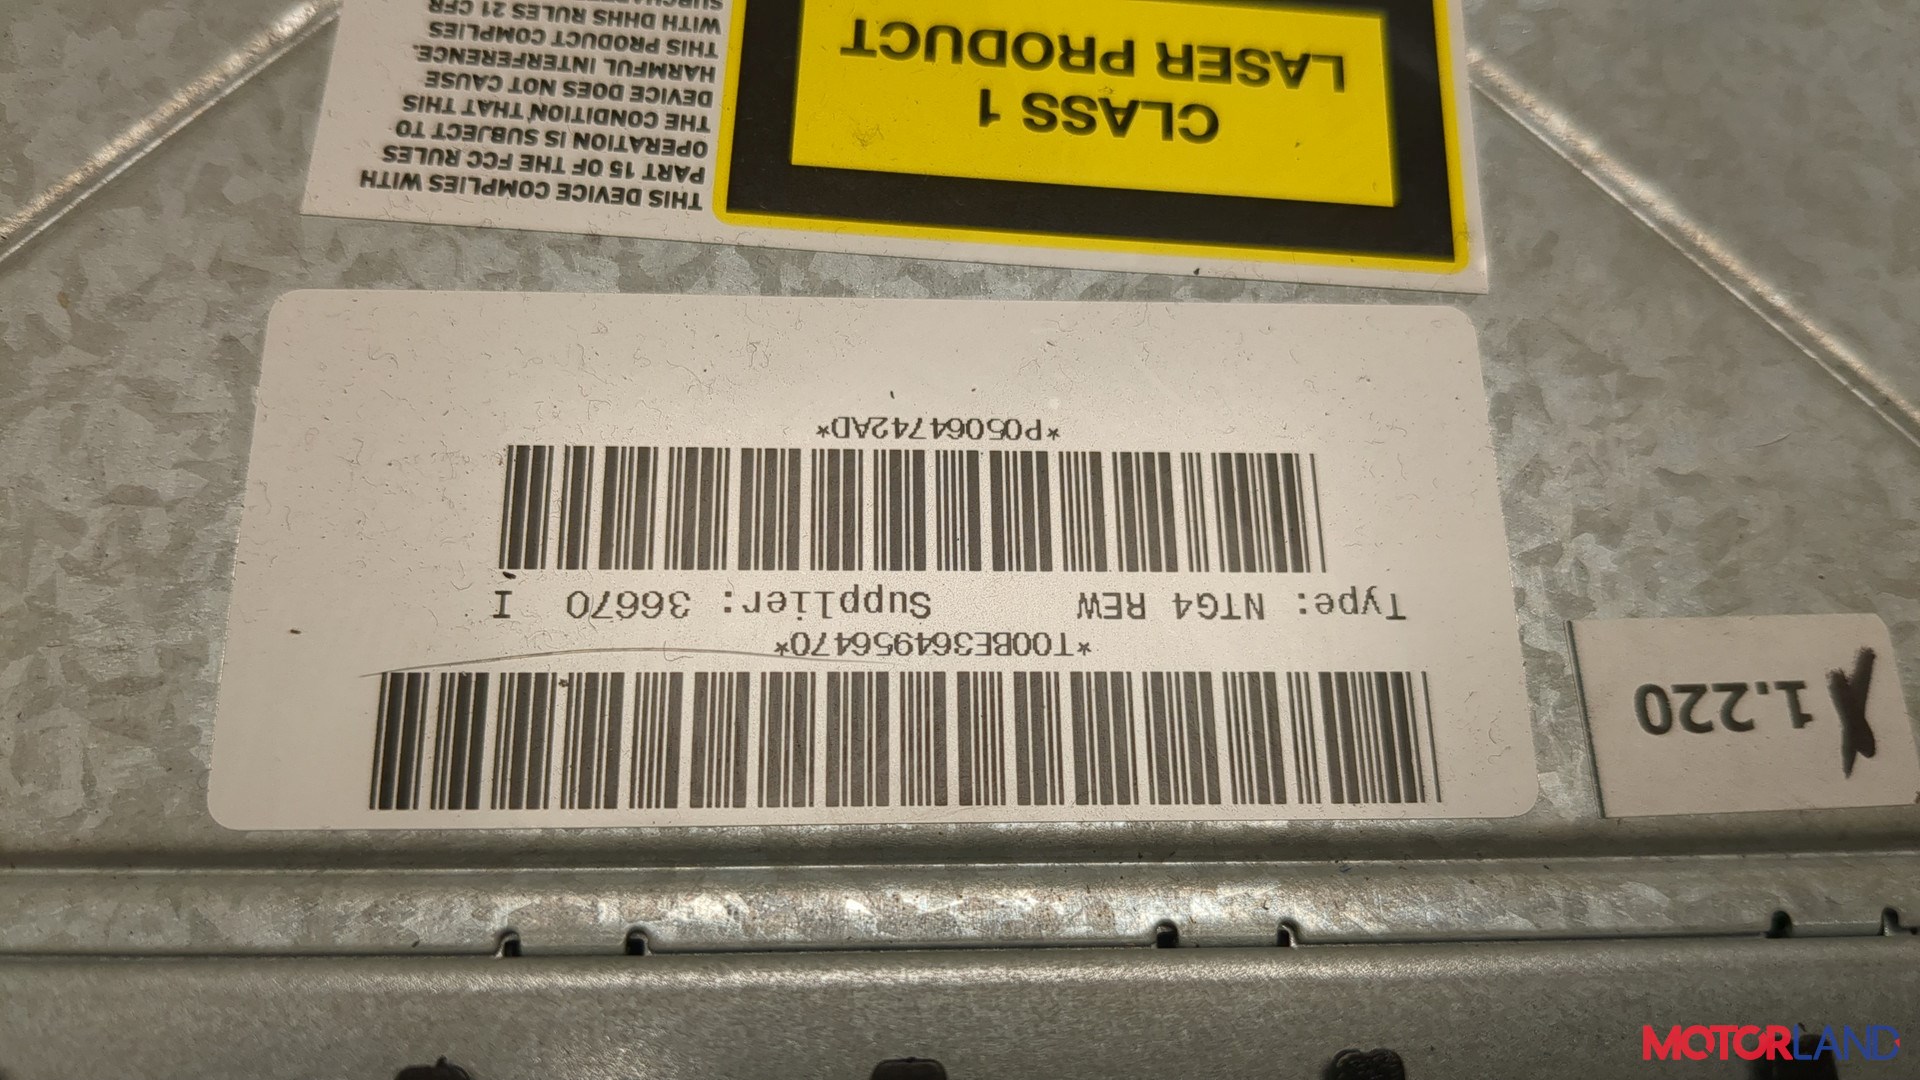 *T00BE364956470*
Type: NTG4 REW Supplier: 36670 I
*P05064742AD*
X 1.220
CLASS 1
LASER PRODUCT
THIS DEVICE COMPLIES WITH
PART 15 OF THE FCC RULES
OPERATION IS SUBJECT TO
THE CONDITION THAT THIS
DEVICE DOES NOT CAUSE
HARMFUL INTERFERENCE.
THIS PRODUCT COMPLIES
WITH DHHS RULES 21 CFR
MOTORLAND